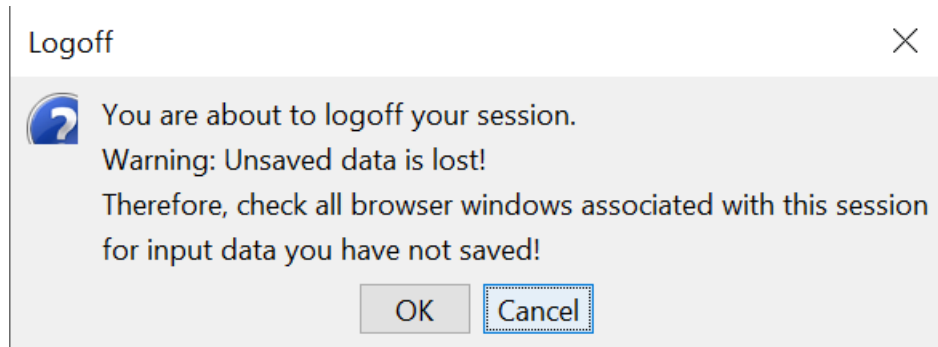 Logoff
You are about to logoff your session.
Warning: Unsaved data is lost!
Therefore, check all browser windows associated with this session
for input data you have not saved!
OK Cancel